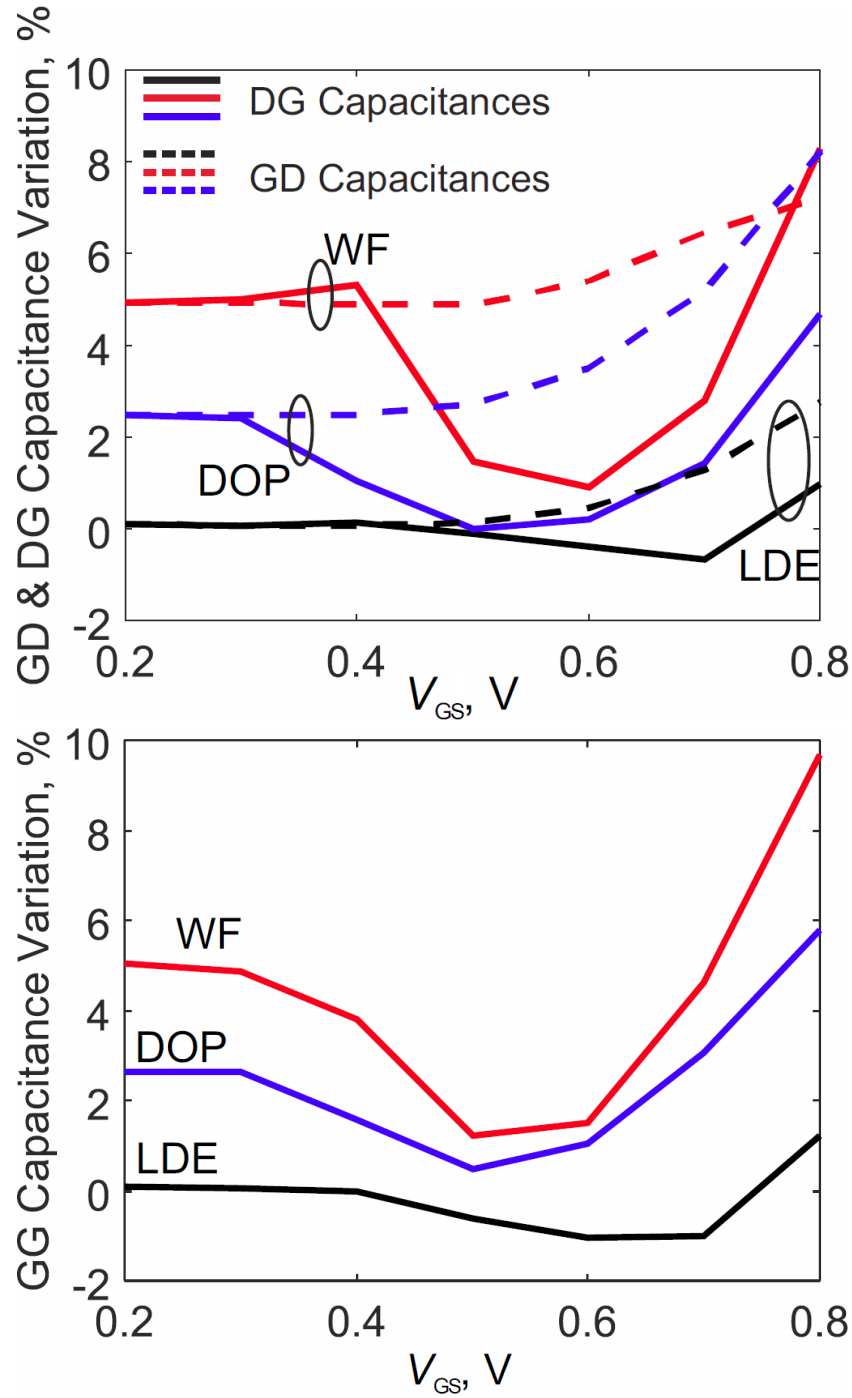 GD & DG Capacitance Variation, %
10
8
6
4
2
0
-2
DG Capacitances
GD Capacitances
WF
DOP
LDE
0.2
0.4
0.6
0.8
V_GS, V
GG Capacitance Variation, %
10
8
6
4
2
0
-2
WF
DOP
LDE
0.2
0.4
0.6
0.8
V_GS, V